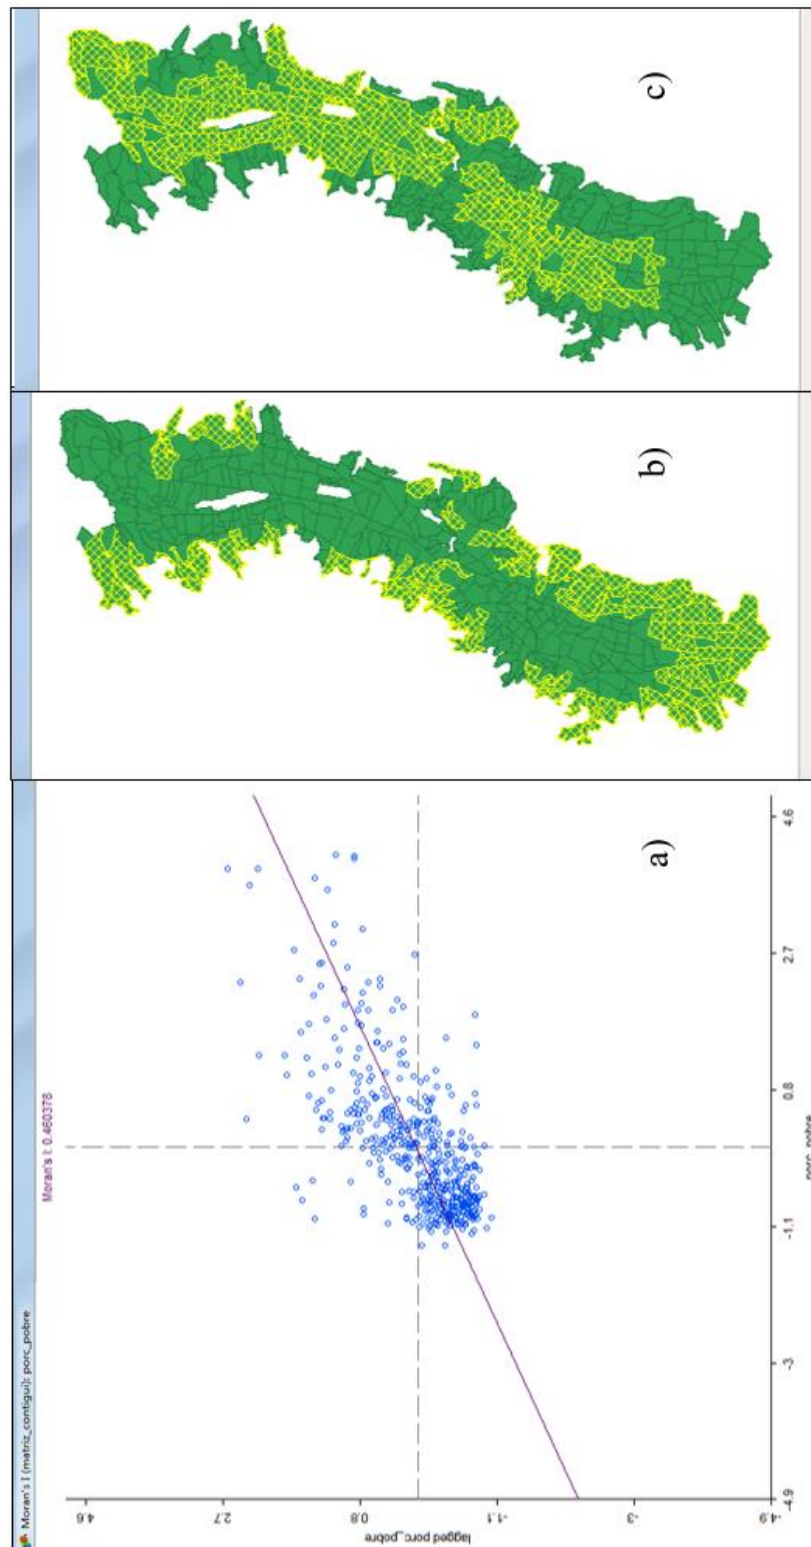 Moran's I (matriz_contigui): porc_pobre
Moran's I: 0.460378
lagged porc_pobre
4.6
2.7
0.8
-1.1
-3
-4.9
-4.9
-3
-1.1
0.8
2.7
4.6
porc_pobre
a)
b)
c)